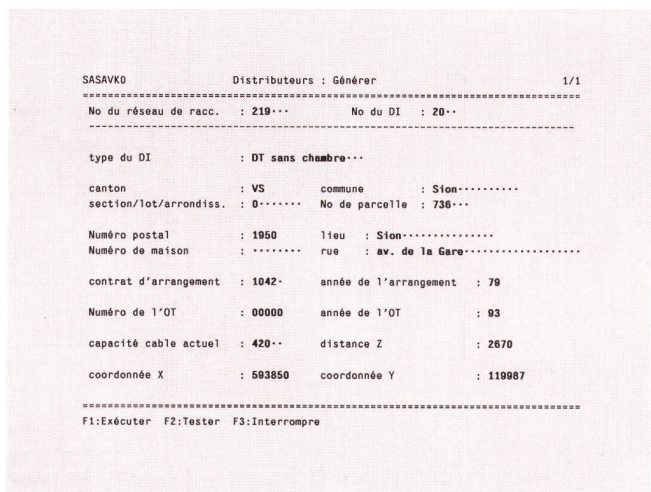 SASAVK0 Distributeurs : Générer 1/1
No du réseau de racc. : 219··· No du DI : 20··
type du DI : DT sans chambre···
canton : VS commune : Sion··········
section/lot/arrondiss. : 0······· No de parcelle : 736···
Numéro postal : 1950 lieu : Sion···············
Numéro de maison : ········ rue : av. de la Gare···················
contrat d'arrangement : 1042· année de l'arrangement : 79
Numéro de l'OT : 00000 année de l'OT : 93
capacité cable actuel : 420·· distance Z : 2670
coordonnée X : 593850 coordonnée Y : 119987
F1:Exécuter F2:Tester F3:Interrompre